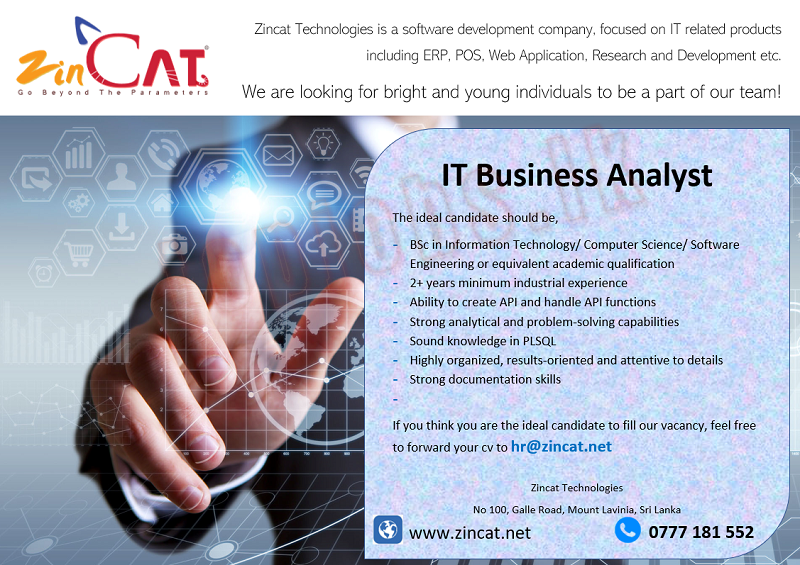 ZinCAT®
Go Beyond The Parameters
Zincat Technologies is a software development company, focused on IT related products
including ERP, POS, Web Application, Research and Development etc.
We are looking for bright and young individuals to be a part of our team!
IT Business Analyst
The ideal candidate should be,
- BSc in Information Technology/ Computer Science/ Software
Engineering or equivalent academic qualification
- 2+ years minimum industrial experience
- Ability to create API and handle API functions
- Strong analytical and problem-solving capabilities
- Sound knowledge in PLSQL
- Highly organized, results-oriented and attentive to details
- Strong documentation skills
-
If you think you are the ideal candidate to fill our vacancy, feel free
to forward your cv to hr@zincat.net
Zincat Technologies
No 100, Galle Road, Mount Lavinia, Sri Lanka
www.zincat.net
0777 181 552